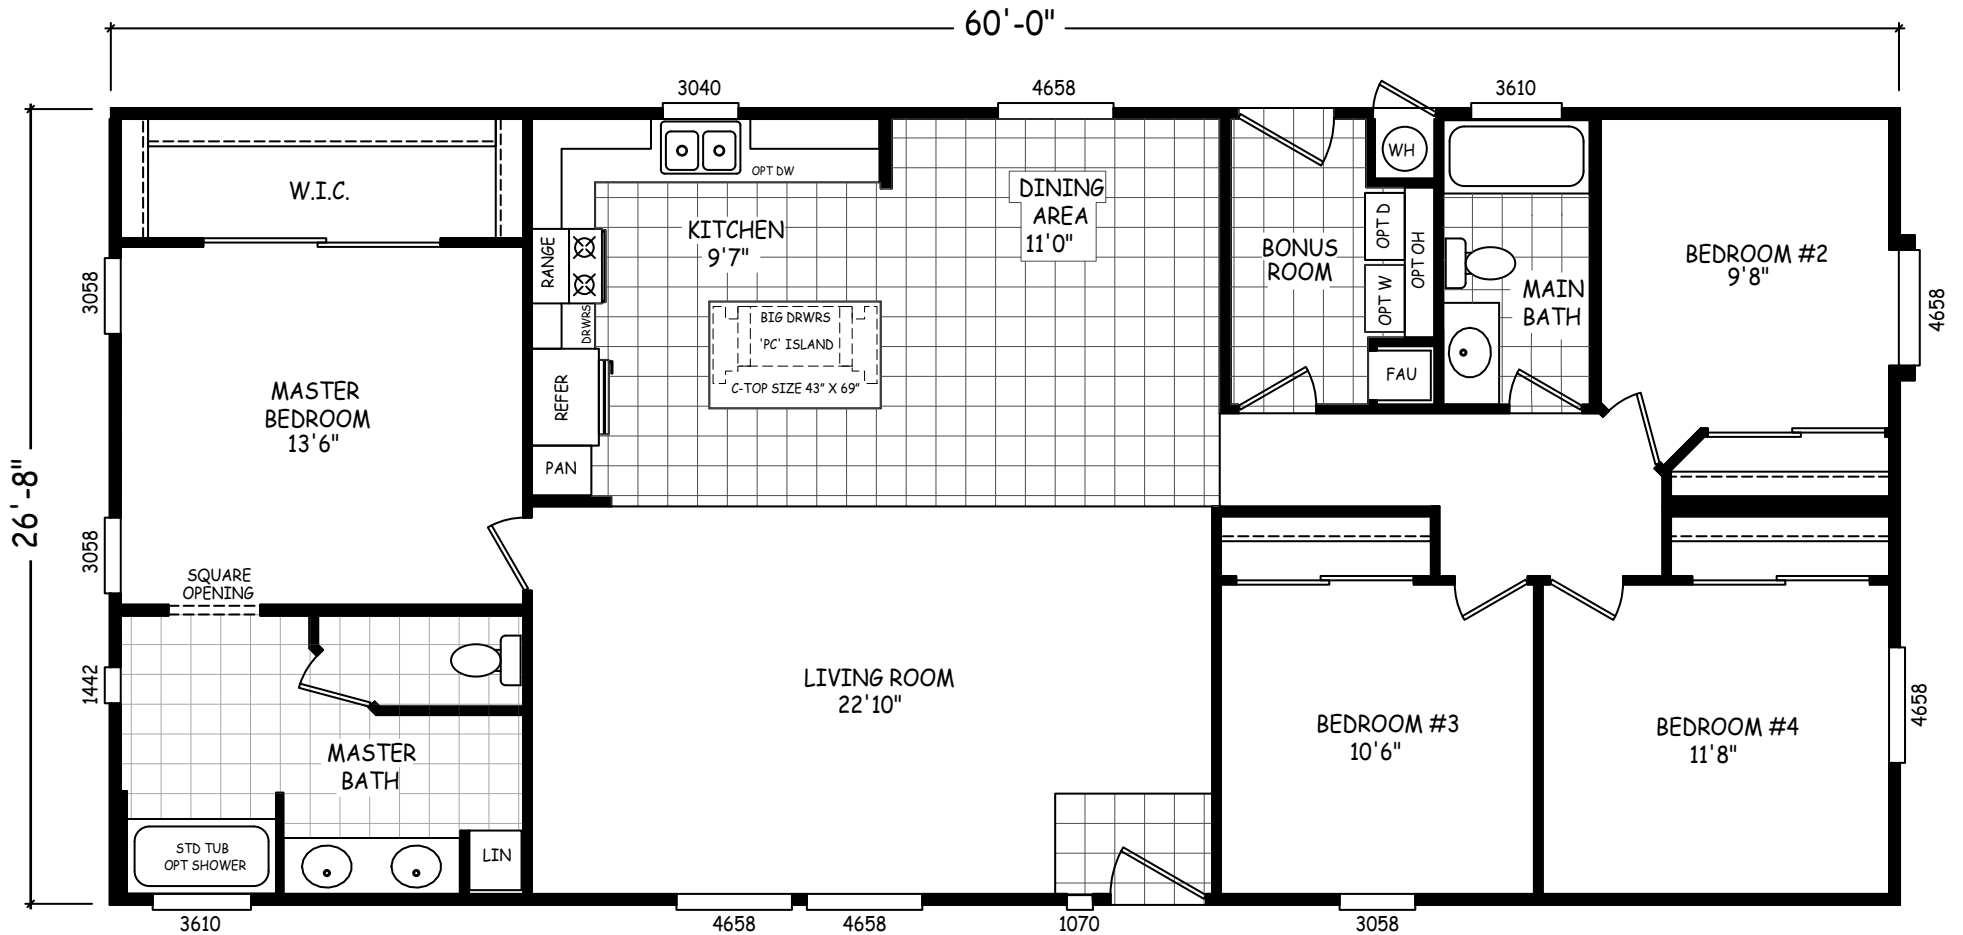 60'-0"
3040
4658
3610
WH
W.I.C.
OPT DW
DINING
AREA
11'0"
KITCHEN
9'7"
RANGE
OPT D
OPT OH
OPT W
BONUS
ROOM
BEDROOM #2
9'8"
MAIN
BATH
3058
4658
DRWRS
BIG DRWRS
'PC' ISLAND
C-TOP SIZE 43" X 69"
REFER
FAU
MASTER
BEDROOM
13'6"
PAN
26'-8"
3058
SQUARE
OPENING
1442
LIVING ROOM
22'10"
BEDROOM #3
10'6"
BEDROOM #4
11'8"
4658
MASTER
BATH
STD TUB
OPT SHOWER
LIN
3610
4658
4658
1070
3058